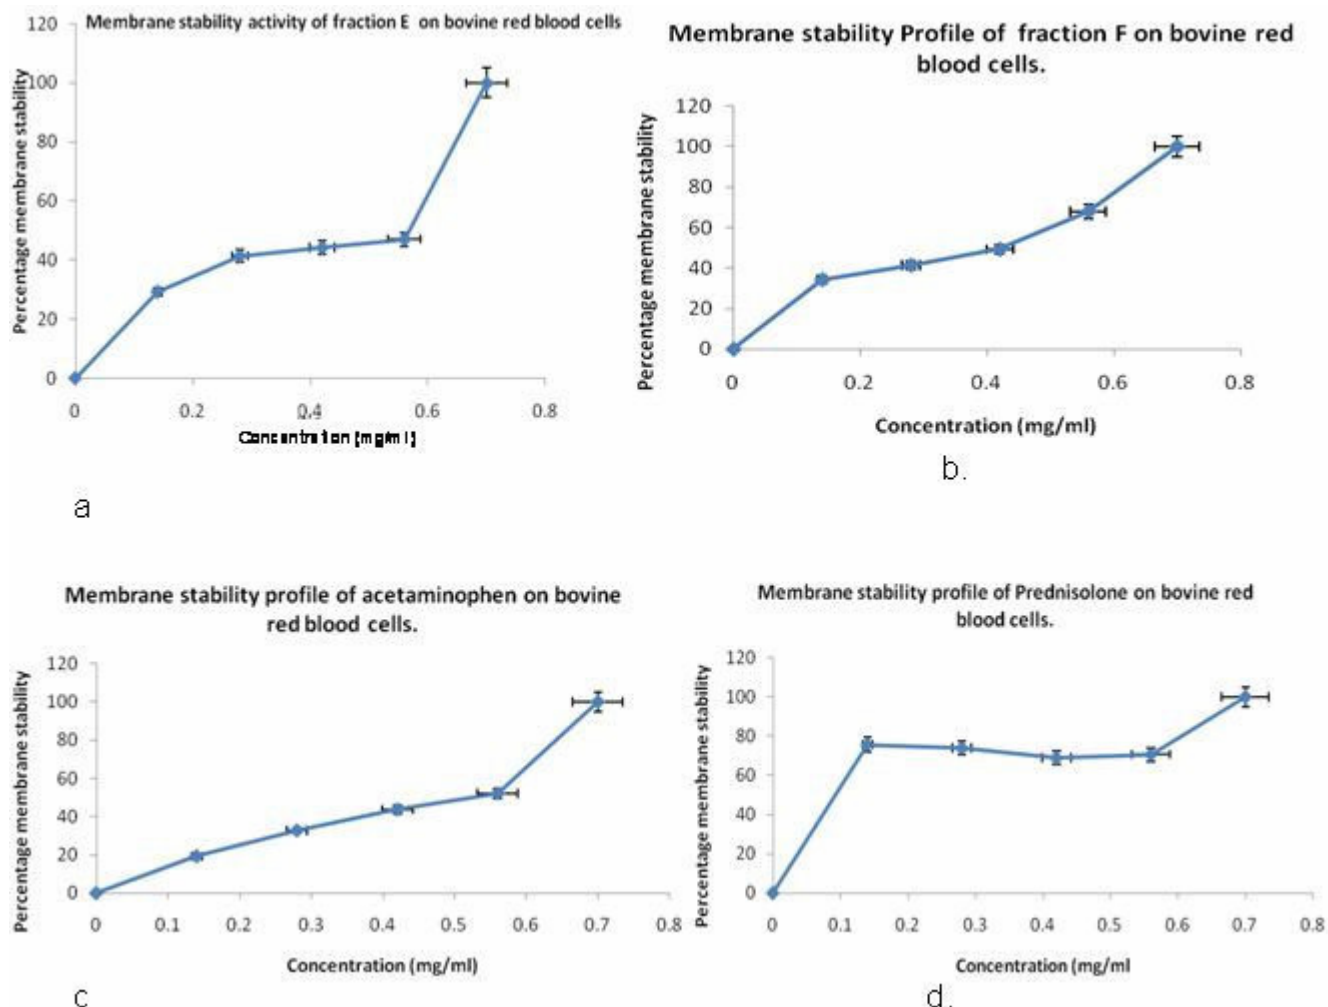 Membrane stability activity of fraction E on bovine red blood cells
Percentage membrane stability
120
100
80
60
40
20
0
0 0.2 0.4 0.6 0.8
Concentration (mg/ml)
a
Membrane stability Profile of fraction F on bovine red
blood cells.
Percentage membrane stability
120
100
80
60
40
20
0
0 0.2 0.4 0.6 0.8
Concentration (mg/ml)
b.
Membrane stability profile of acetaminophen on bovine
red blood cells.
Percentage membrane stability
120
100
80
60
40
20
0
0 0.1 0.2 0.3 0.4 0.5 0.6 0.7 0.8
Concentration (mg/ml)
c
Membrane stability profile of Prednisolone on bovine red
blood cells.
Percentage membrane stability
120
100
80
60
40
20
0
0 0.1 0.2 0.3 0.4 0.5 0.6 0.7 0.8
Concentration (mg/ml
d.